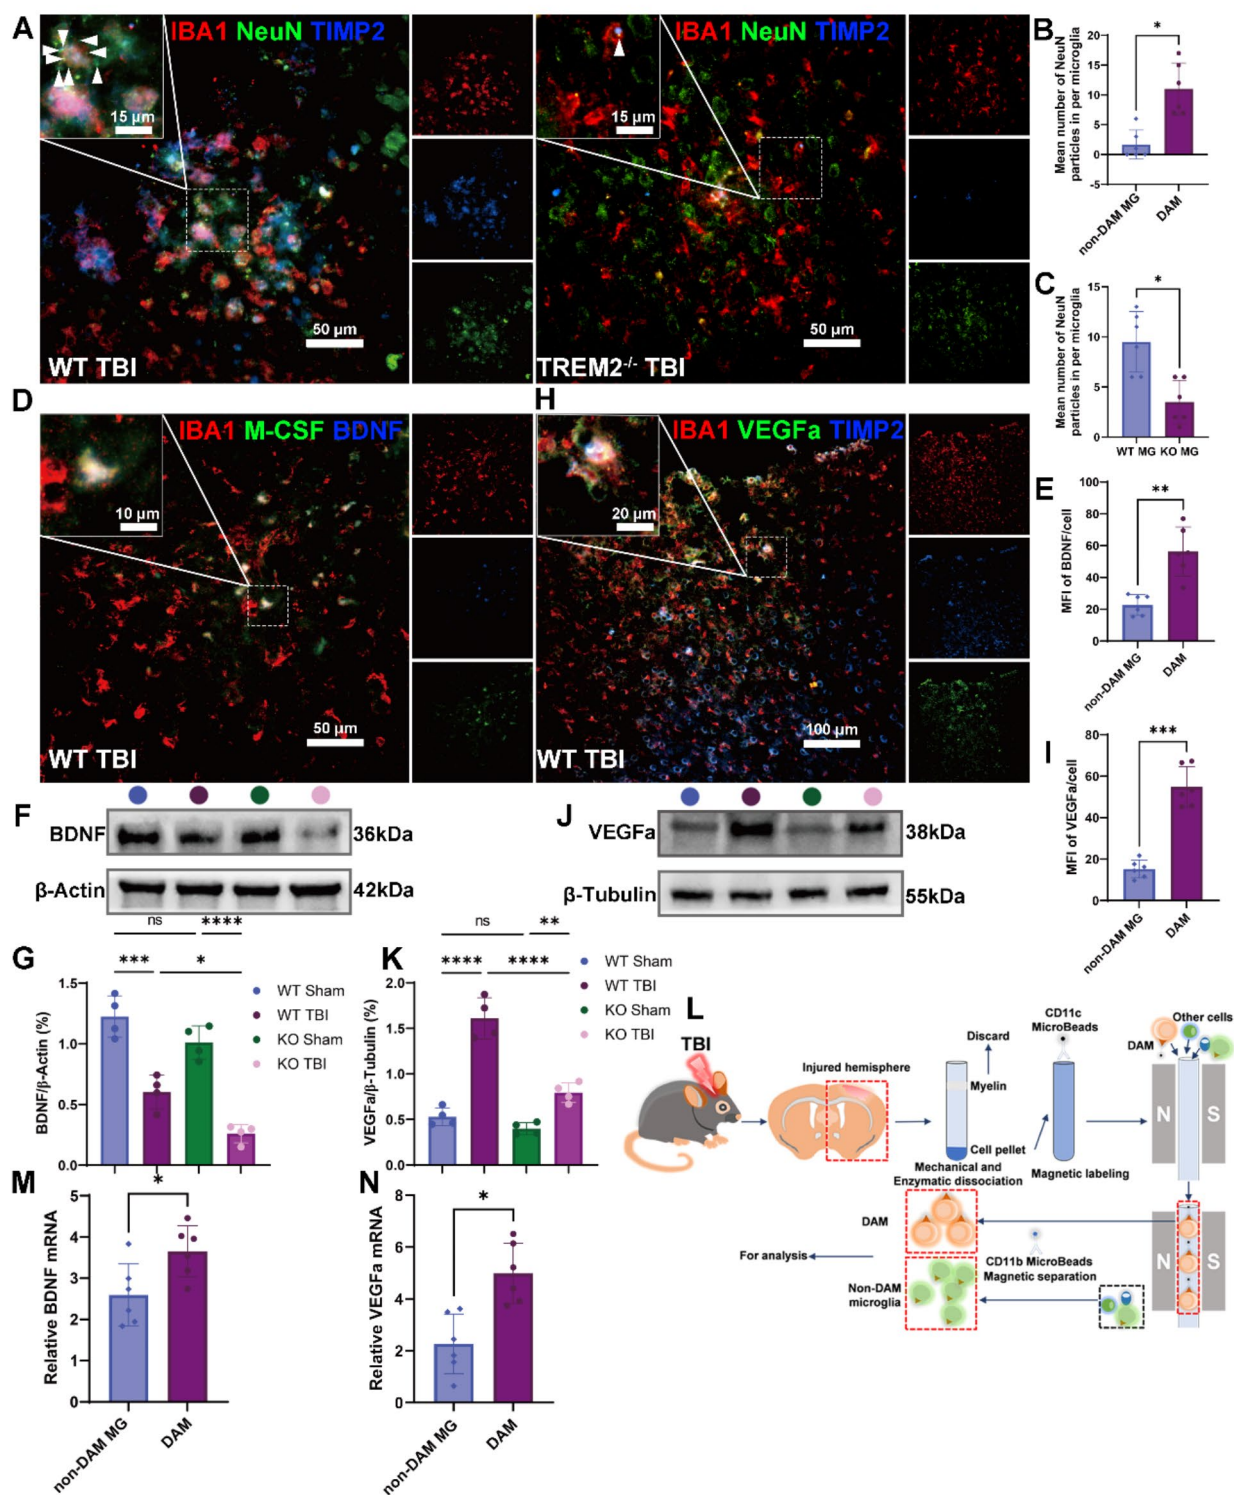 A
IBA1 NeuN TIMP2
15 μm
50 μm
WT TBI
IBA1 NeuN TIMP2
15 μm
50 μm
TREM2-/- TBI
B
Mean number of NeuN
particles in per microglia
20
15
10
5
0
-5
*
non-DAM MG
DAM
C
Mean number of NeuN
particles in per microglia
15
10
5
0
*
WT MG
KO MG
D
IBA1 M-CSF BDNF
10 μm
50 μm
WT TBI
H
IBA1 VEGFa TIMP2
20 μm
100 μm
WT TBI
E
MFI of BDNF/cell
100
80
60
40
20
0
**
non-DAM MG
DAM
I
MFI of VEGFa/cell
80
60
40
20
0
***
non-DAM MG
DAM
F
BDNF
36kDa
β-Actin
42kDa
J
VEGFa
38kDa
β-Tubulin
55kDa
G
BDNF/β-Actin (%)
1.5
1.0
0.5
0.0
ns
****
***
*
WT Sham
WT TBI
KO Sham
KO TBI
K
VEGFa/β-Tubulin (%)
2.0
1.5
1.0
0.5
0.0
ns
**
****
****
WT Sham
WT TBI
KO Sham
KO TBI
L
TBI
Injured hemisphere
Discard
Myelin
Cell pellet
Mechanical and
Enzymatic dissociation
CD11c
MicroBeads
Magnetic labeling
DAM
Other cells
N
S
N
S
DAM
CD11b MicroBeads
Magnetic separation
For analysis
Non-DAM
microglia
M
Relative BDNF mRNA
5
4
3
2
1
0
*
non-DAM MG
DAM
N
Relative VEGFa mRNA
8
6
4
2
0
*
non-DAM MG
DAM